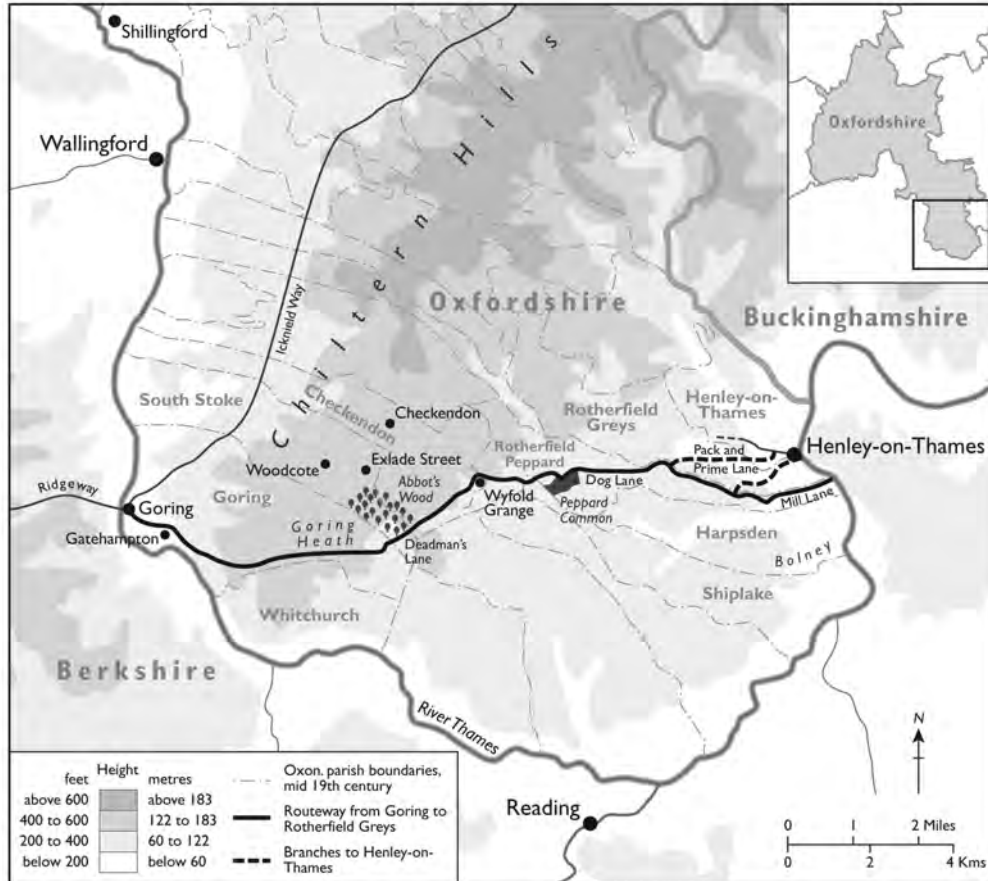 Shillingford
Wallingford
Chiltern Hills
Oxfordshire
Oxfordshire
Buckinghamshire
Icknield Way
South Stoke
Checkendon
Checkendon
Rotherfield
Greys
Henley-on-
Thames
Henley-on-Thames
Pack and
Prime Lane
Woodcote
Exlade Street
Rotherfield
Peppard
Abbot's
Wood
Dog Lane
Mill Lane
Ridgeway
Goring
Goring
Wyfold
Grange
Peppard
Common
Gatehampton
Goring
Heath
Deadman's
Lane
Harpsden
Bolney
Shiplake
Whitchurch
Berkshire
River Thames
Reading
N
Height
feet metres
above 600 above 183
400 to 600 122 to 183
200 to 400 60 to 122
below 200 below 60
Oxon. parish boundaries,
mid 19th century
Routeway from Goring to
Rotherfield Greys
Branches to Henley-on-
Thames
0 1 2 Miles
0 2 4 Kms